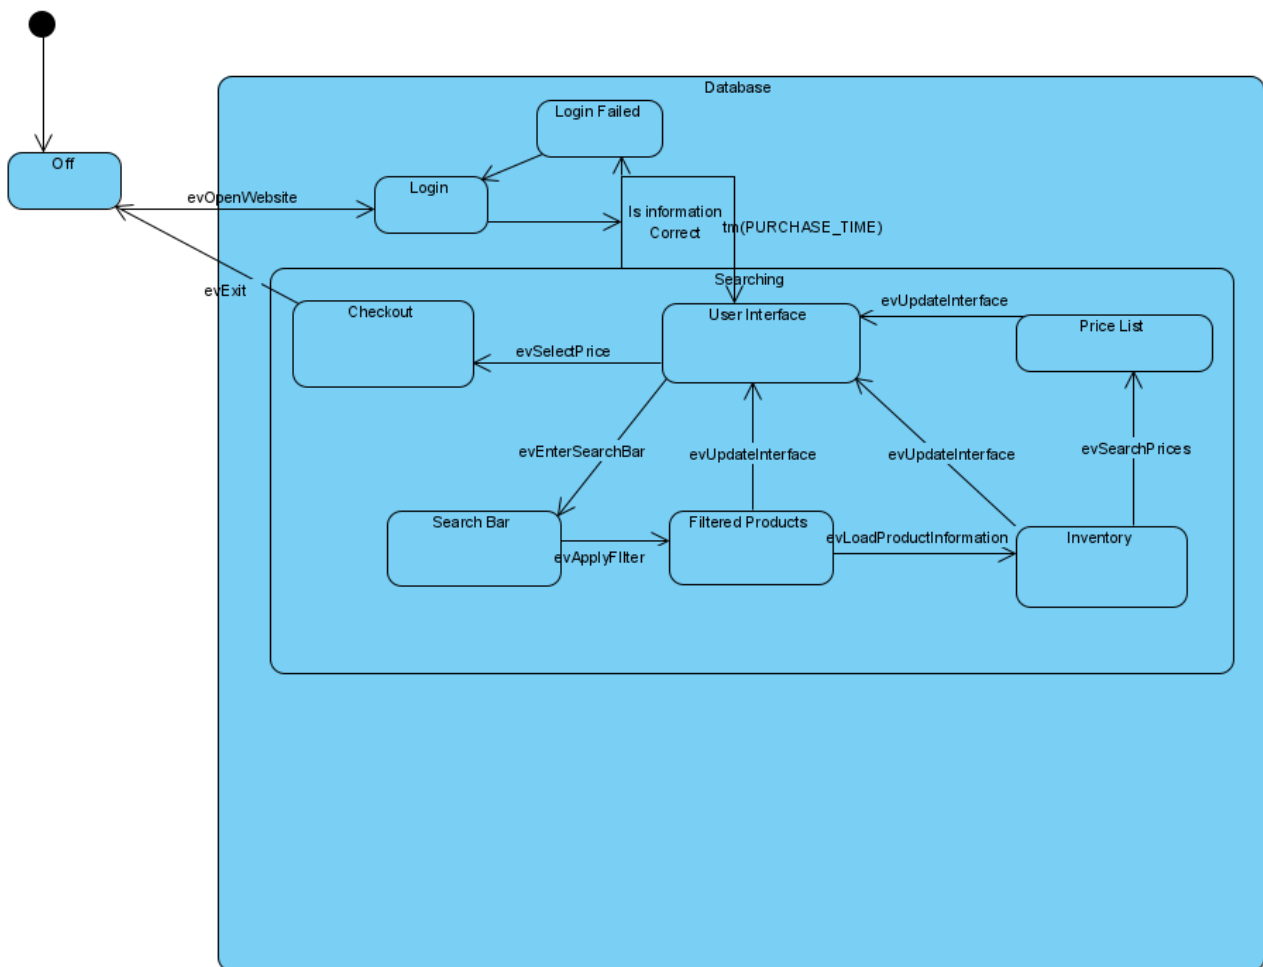 Database
Login Failed
Off
Login
evOpenWebsite
Is information
Correct
tm(PURCHASE_TIME)
Searching
evExit
Checkout
User Interface
evUpdateInterface
Price List
evSelectPrice
evEnterSearchBar
evUpdateInterface
evUpdateInterface
evSearchPrices
Search Bar
Filtered Products
Inventory
evApplyFIlter
evLoadProductInformation